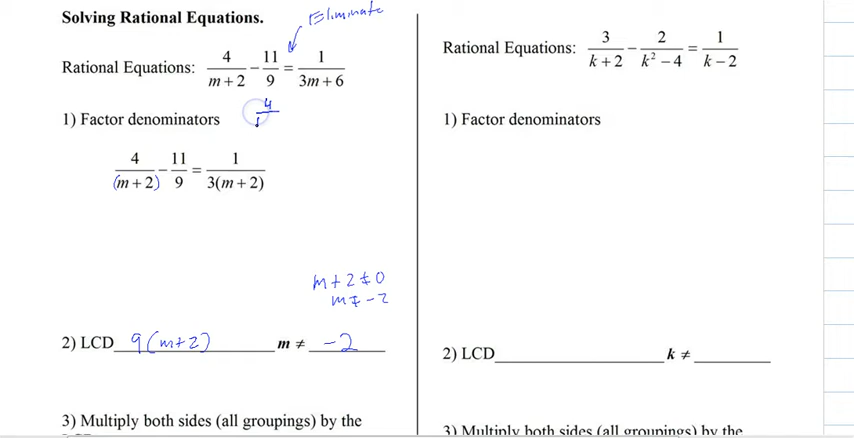 Solving Rational Equations.
Eliminate
Rational Equations: 4/(m + 2) − 11/9 = 1/(3m + 6)
4
1) Factor denominators
4/(m + 2) − 11/9 = 1/(3(m + 2))
m + 2 ≠ 0
m ≠ −2
2) LCD 9(m+2) m ≠ −2
3) Multiply both sides (all groupings) by the
Rational Equations: 3/(k + 2) − 2/(k² − 4) = 1/(k − 2)
1) Factor denominators
2) LCD__________ k ≠ ______
3) Multiply both sides (all groupings) by the